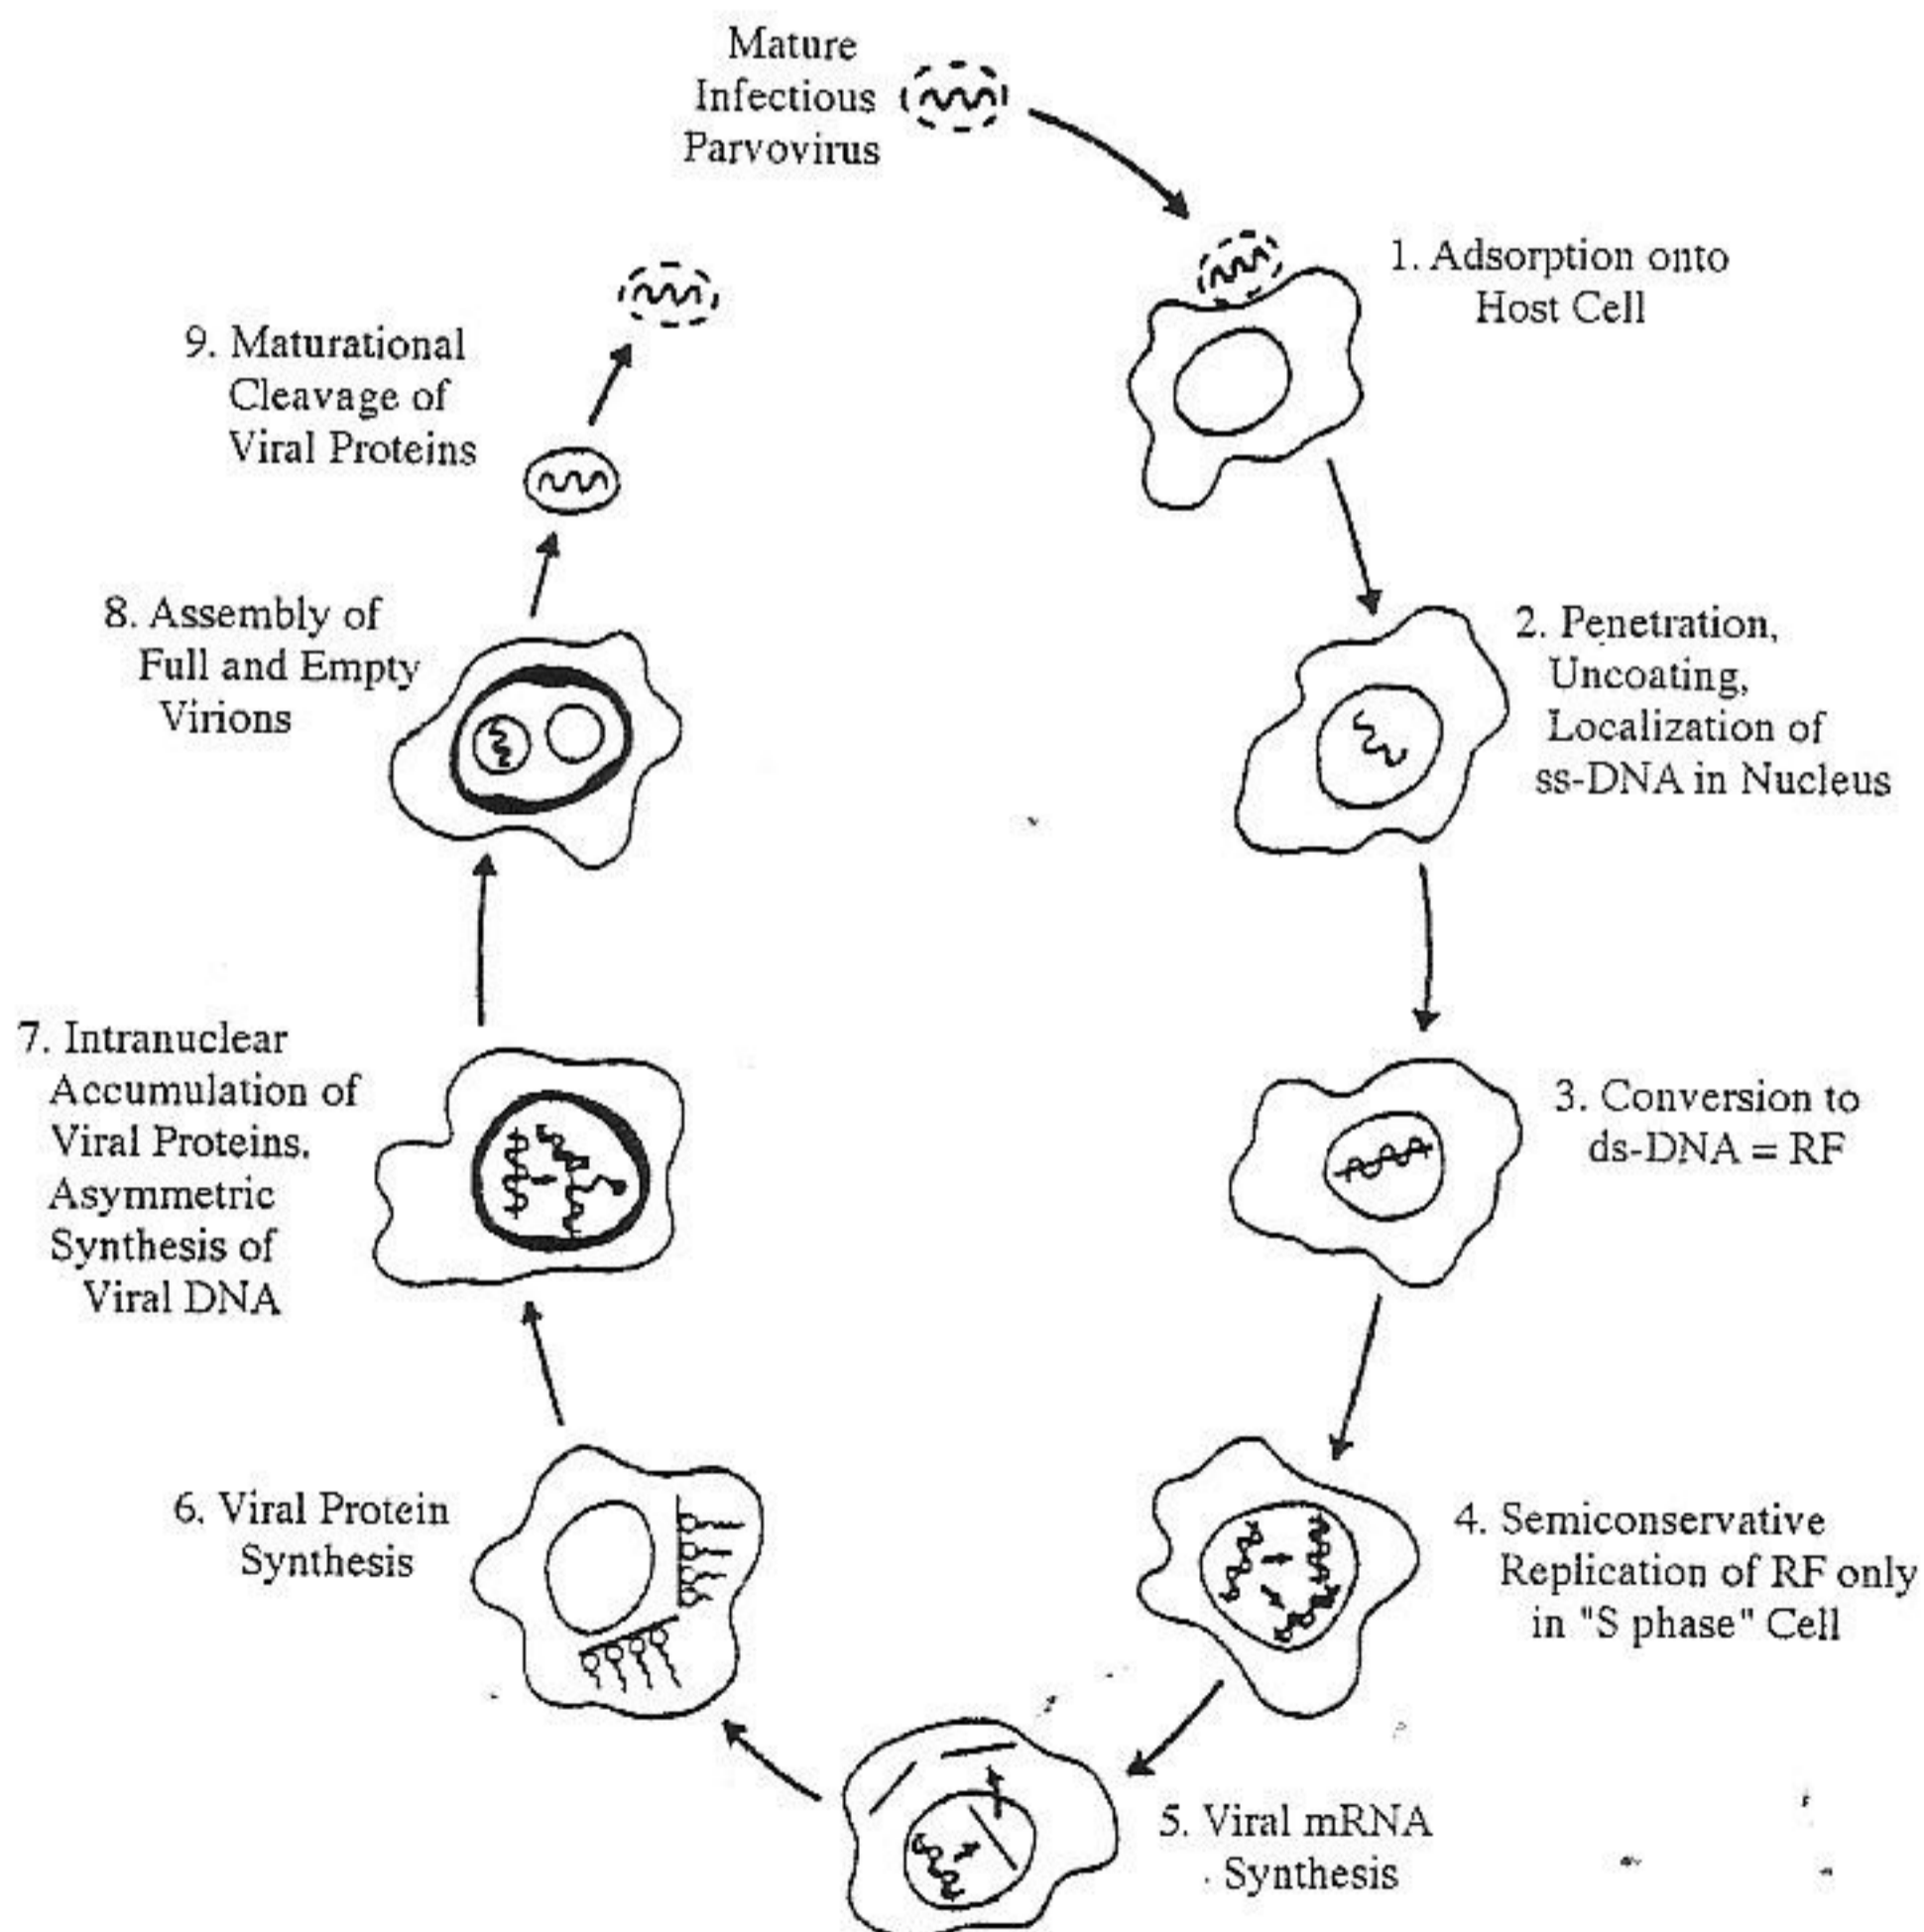 Mature
Infectious
Parvovirus
1. Adsorption onto
Host Cell
2. Penetration,
Uncoating,
Localization of
ss-DNA in Nucleus
3. Conversion to
ds-DNA = RF
4. Semiconservative
Replication of RF only
in "S phase" Cell
5. Viral mRNA
Synthesis
6. Viral Protein
Synthesis
7. Intranuclear
Accumulation of
Viral Proteins.
Asymmetric
Synthesis of
Viral DNA
8. Assembly of
Full and Empty
Virions
9. Maturational
Cleavage of
Viral Proteins